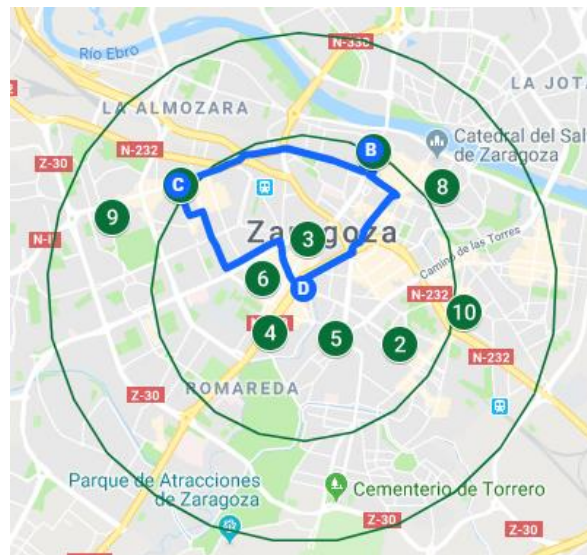 Río Ebro
N-330
LA JOTA
LA ALMOZARA
Z-30
N-232
B
Catedral del Sal
de Zaragoza
C
8
9
Zaragoza
3
N-II
Camino de las Torres
6
D
N-232
10
4
5
2
N-232
ROMAREDA
Z-30
Parque de Atracciones
de Zaragoza
Cementerio de Torrero
Z-30
Z-30